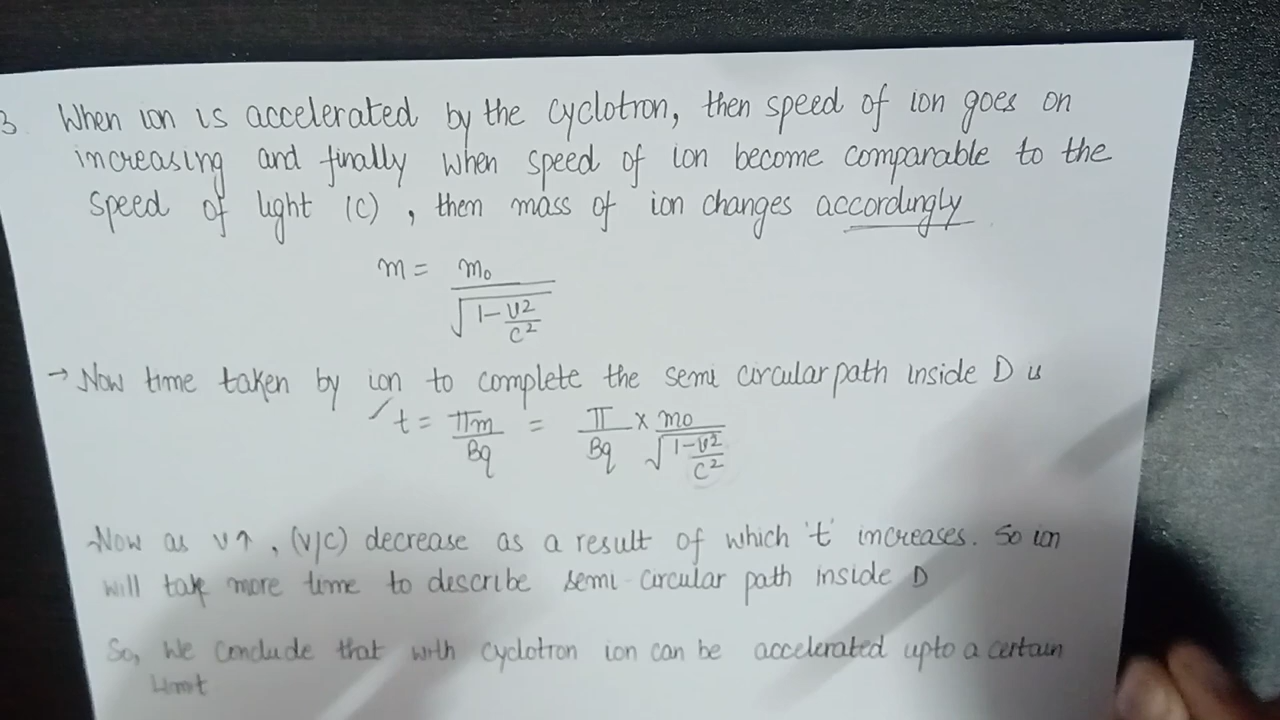 3. When ion is accelerated by the cyclotron, then speed of ion goes on
increasing and finally when speed of ion become comparable to the
speed of light (C), then mass of ion changes accordingly
m = m₀ / √(1 - v²/c²)
→ Now time taken by ion to complete the semi circular path inside D is
t = πm/Bq = π/Bq × m₀/√(1 - v²/c²)
Now as v↑, (v/c) decrease as a result of which 't' increases. So ion
will take more time to describe semi-circular path inside D
So, we conclude that with cyclotron ion can be accelerated upto a certain
limit